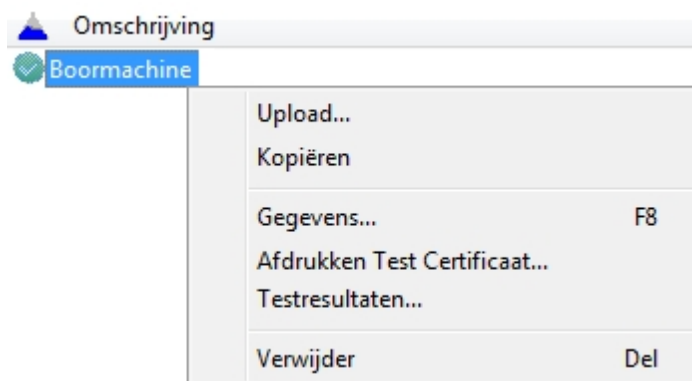 Omschrijving
Boormachine
Upload...
Kopiëren
Gegevens... F8
Afdrukken Test Certificaat...
Testresultaten...
Verwijder Del